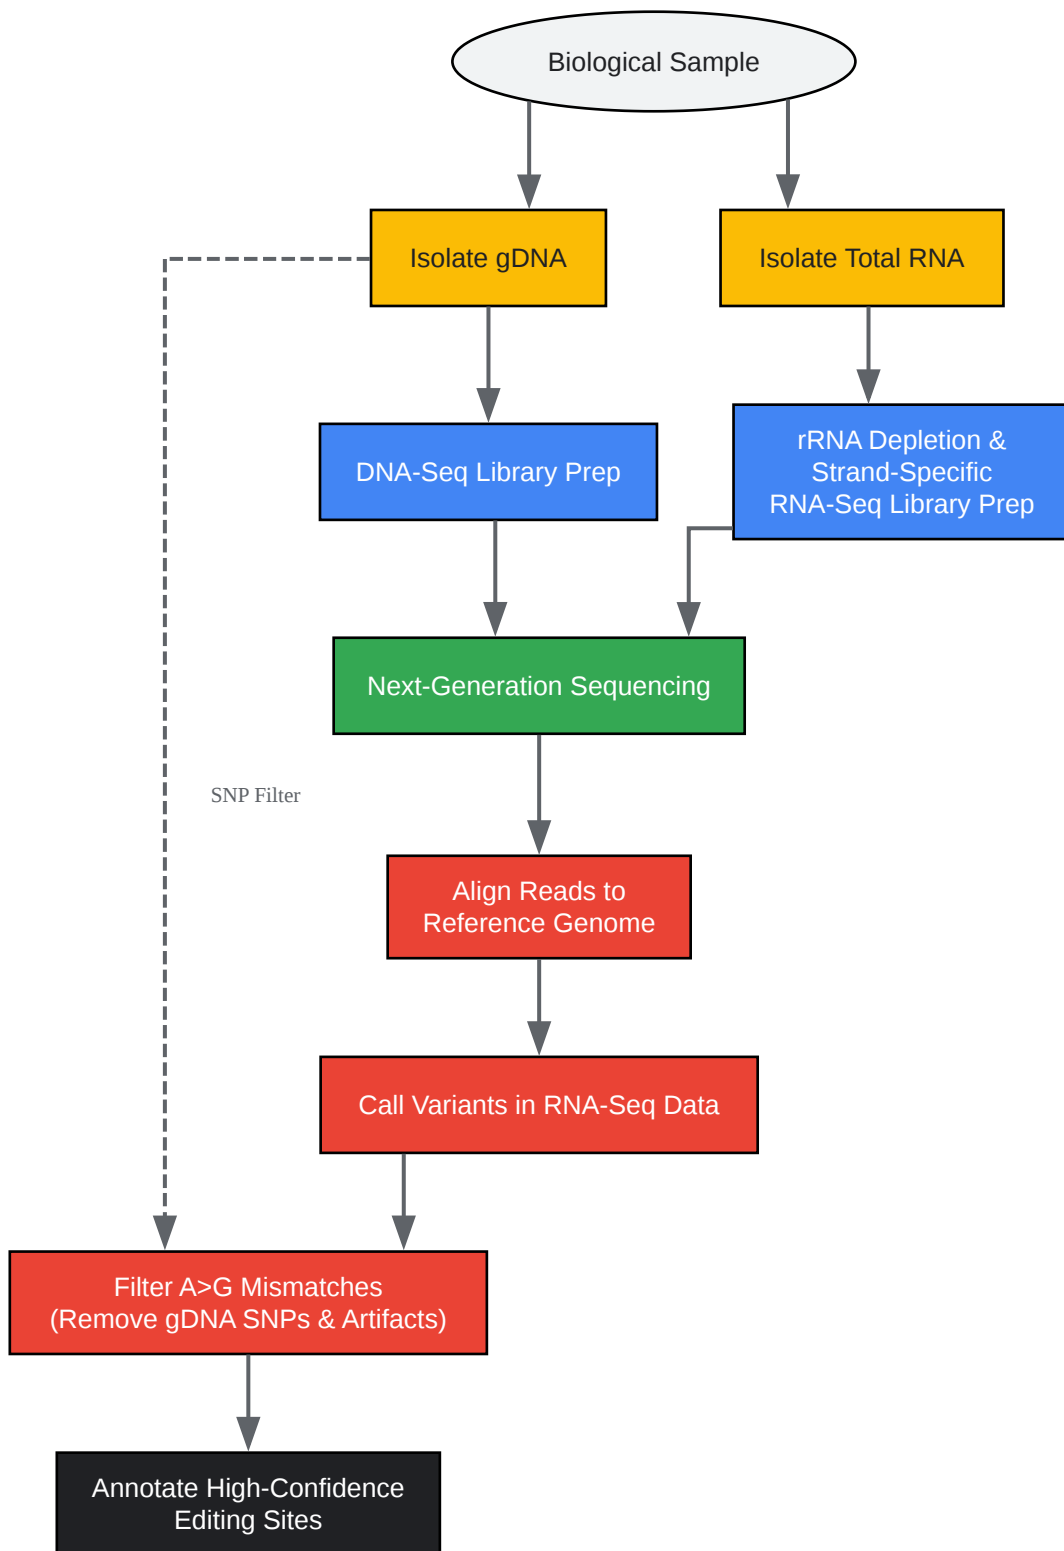 Biological Sample
Isolate gDNA
Isolate Total RNA
DNA-Seq Library Prep
rRNA Depletion &
Strand-Specific
RNA-Seq Library Prep
Next-Generation Sequencing
SNP Filter
Align Reads to
Reference Genome
Call Variants in RNA-Seq Data
Filter A>G Mismatches
(Remove gDNA SNPs & Artifacts)
Annotate High-Confidence
Editing Sites